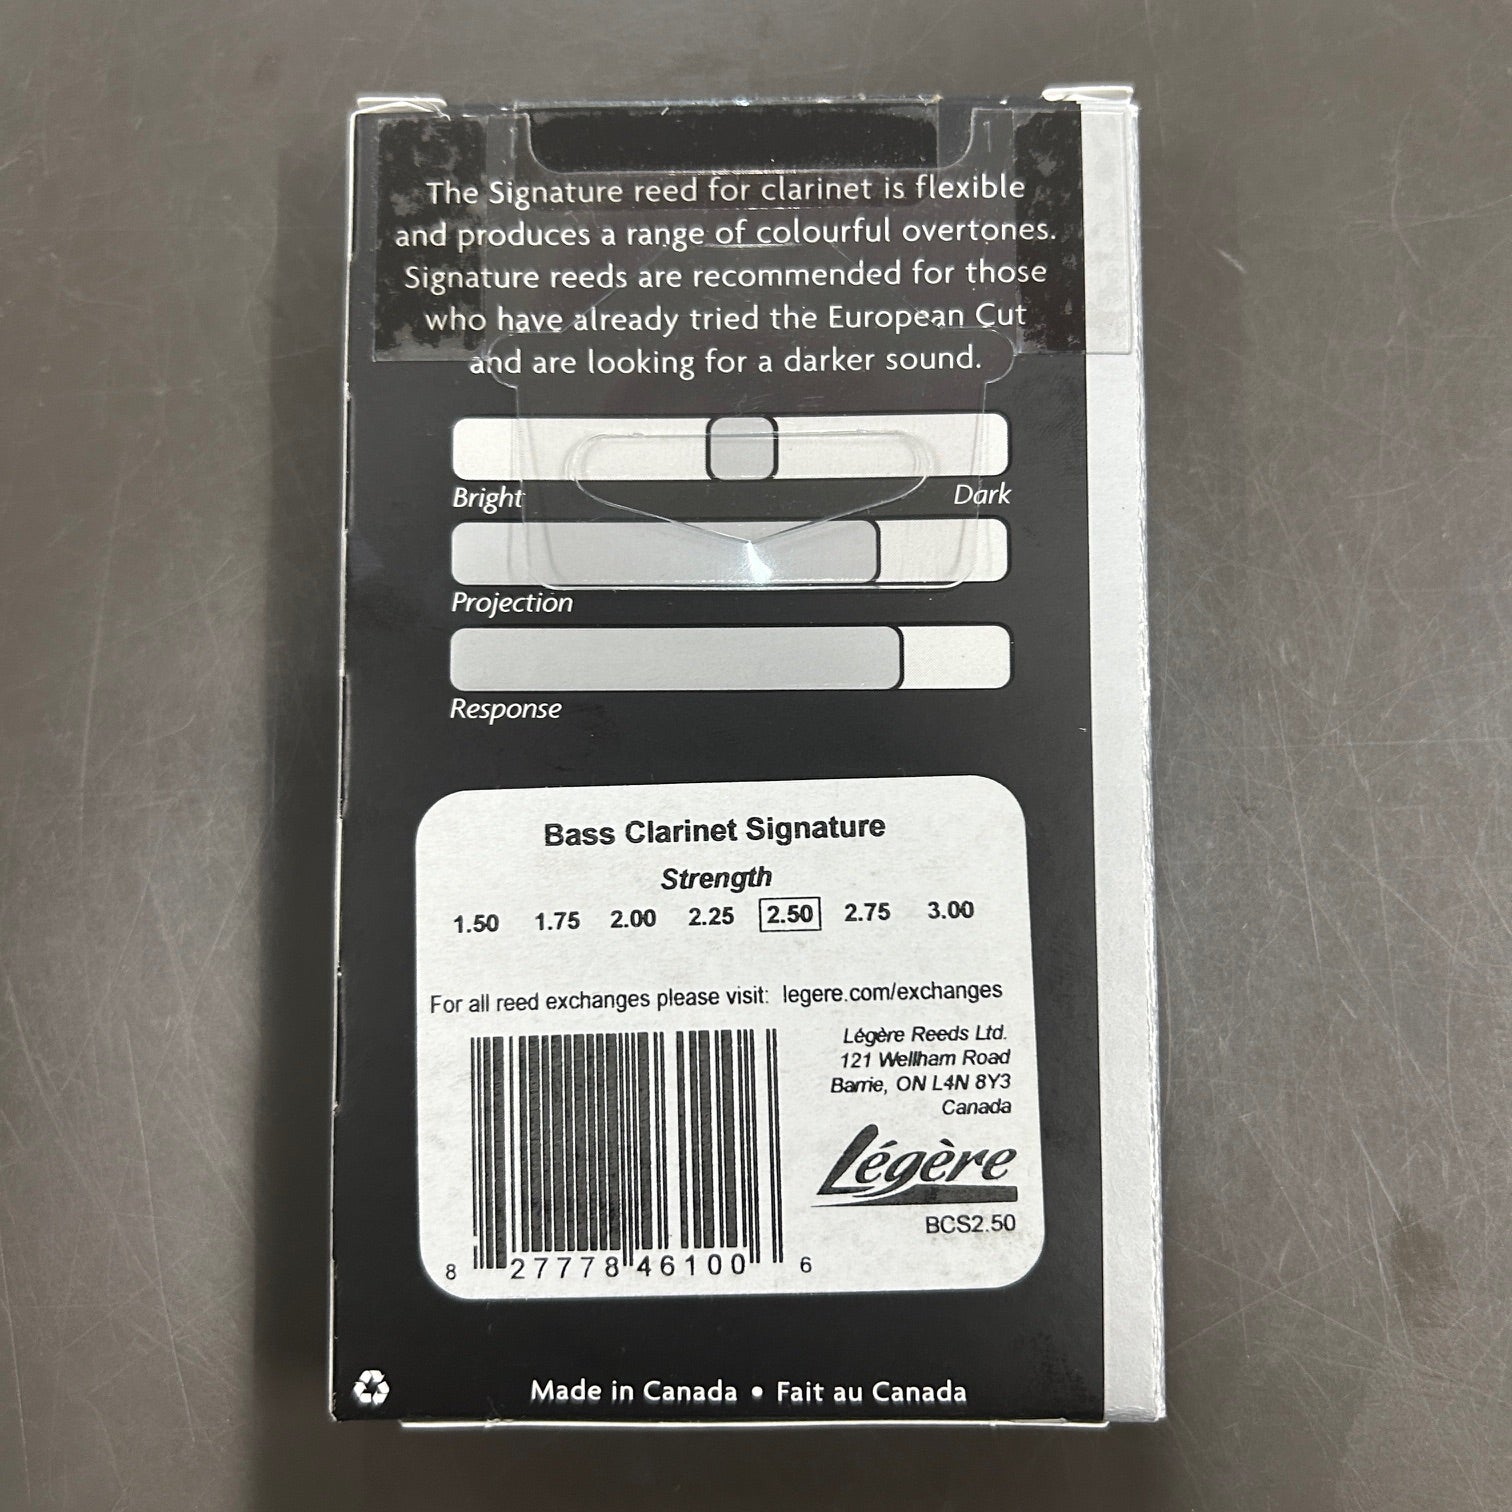 The Signature reed for clarinet is flexible
and produces a range of colourful overtones.
Signature reeds are recommended for those
who have already tried the European Cut
and are looking for a darker sound.
Bright Dark
Projection
Response
Bass Clarinet Signature
Strength
1.50 1.75 2.00 2.25 2.50 2.75 3.00
For all reed exchanges please visit: legere.com/exchanges
Légère Reeds Ltd.
121 Wellham Road
Barrie, ON L4N 8Y3
Canada
Légère
BCS2.50
8 27778 46100 6
Made in Canada • Fait au Canada